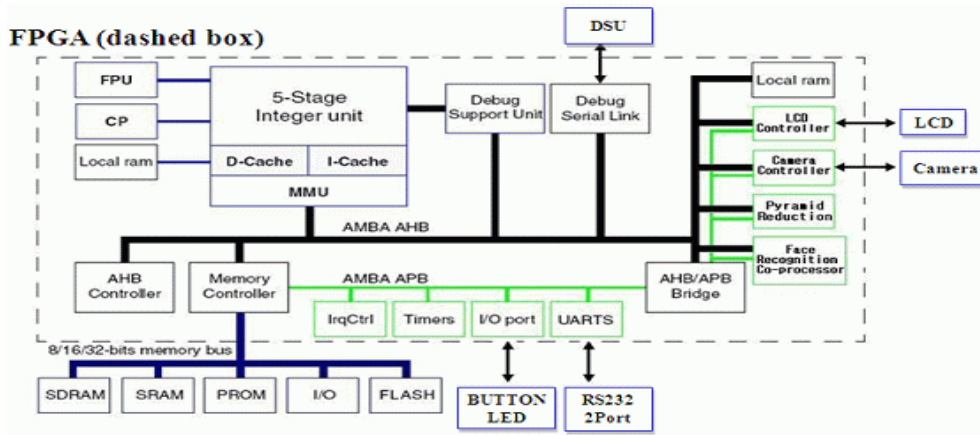 DSU
FPGA (dashed box)
FPU
CP
Local ram
5-Stage
Integer unit
D-Cache
I-Cache
MMU
Debug
Support Unit
Debug
Serial Link
Local ram
LCD
Controller
LCD
Camera
Controller
Camera
Pyramid
Reduction
Face
Recognition
Co-processor
AMBA AHB
AHB
Controller
Memory
Controller
AMBA APB
AHB/APB
Bridge
IrqCtrl
Timers
I/O port
UARTS
8/16/32-bits memory bus
SDRAM
SRAM
PROM
I/O
FLASH
BUTTON
LED
RS232
2Port